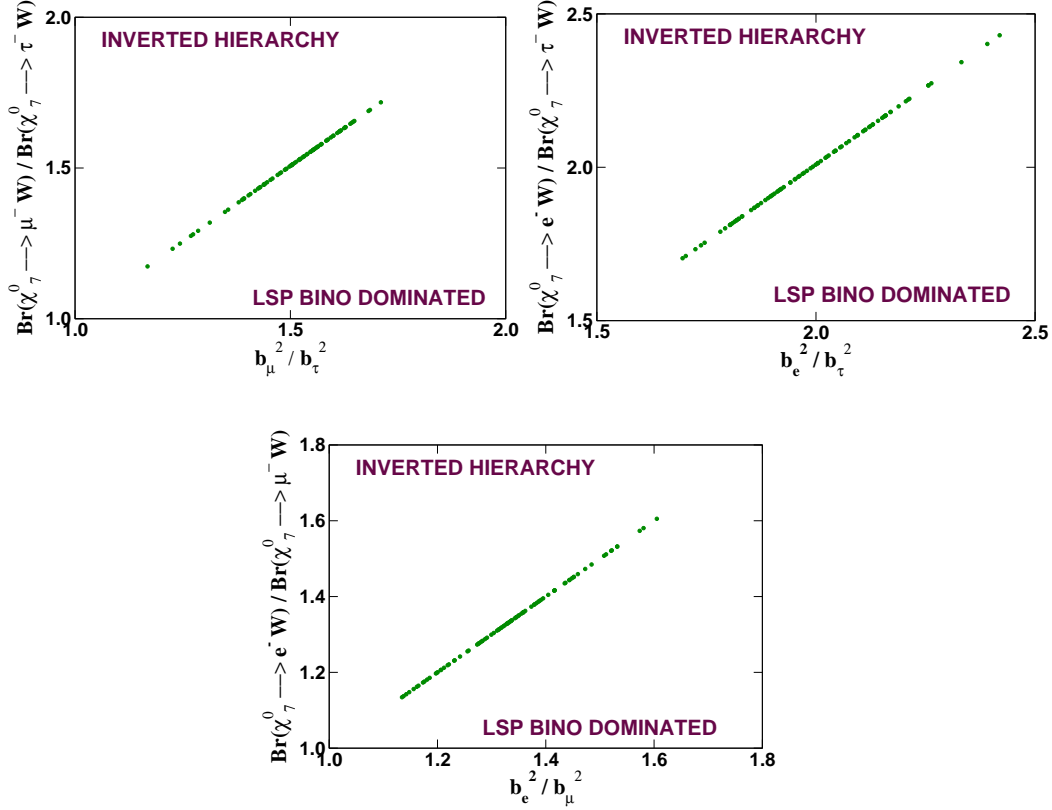 Br(χ⁰₇ —> μ⁻ W) / Br(χ⁰₇ —> τ⁻ W)
2.0
1.5
1.0
INVERTED HIERARCHY
LSP BINO DOMINATED
1.0 1.5 2.0
b_μ² / b_τ²
Br(χ⁰₇ —> e⁻ W) / Br(χ⁰₇ —> τ⁻ W)
2.5
2.0
1.5
INVERTED HIERARCHY
LSP BINO DOMINATED
1.5 2.0 2.5
b_e² / b_τ²
Br(χ⁰₇ —> e⁻ W) / Br(χ⁰₇ —> μ⁻ W)
1.8
1.6
1.4
1.2
1.0
INVERTED HIERARCHY
LSP BINO DOMINATED
1.0 1.2 1.4 1.6 1.8
b_e² / b_μ²